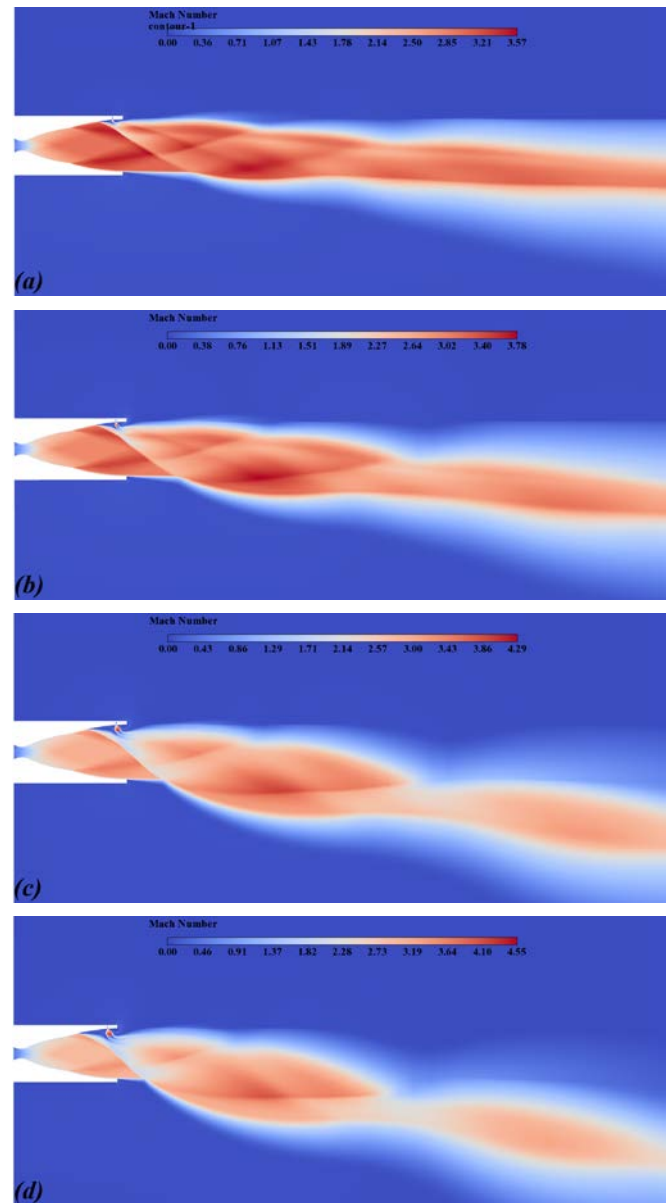 Mach Number
contour-1
0.00 0.36 0.71 1.07 1.43 1.78 2.14 2.50 2.85 3.21 3.57
(a)
Mach Number
0.00 0.38 0.76 1.13 1.51 1.89 2.27 2.64 3.02 3.40 3.78
(b)
Mach Number
0.00 0.43 0.86 1.29 1.71 2.14 2.57 3.00 3.43 3.86 4.29
(c)
Mach Number
0.00 0.46 0.91 1.37 1.82 2.28 2.73 3.19 3.64 4.10 4.55
(d)